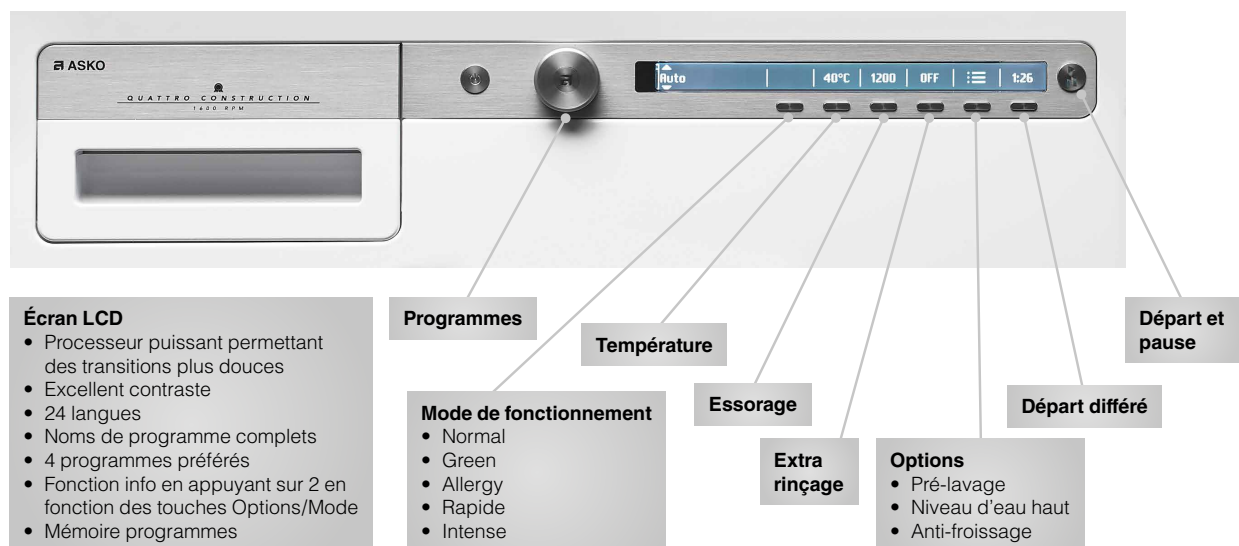 ASKO
QUATTRO CONSTRUCTION
1600 RPM
Auto 40°C 1200 OFF 1:26
Programmes
Température
Essorage
Extra
rinçage
Départ différé
Départ et
pause
Écran LCD
• Processeur puissant permettant
des transitions plus douces
• Excellent contraste
• 24 langues
• Noms de programme complets
• 4 programmes préférés
• Fonction info en appuyant sur 2 en
fonction des touches Options/Mode
• Mémoire programmes
Mode de fonctionnement
• Normal
• Green
• Allergy
• Rapide
• Intense
Options
• Pré-lavage
• Niveau d'eau haut
• Anti-froissage